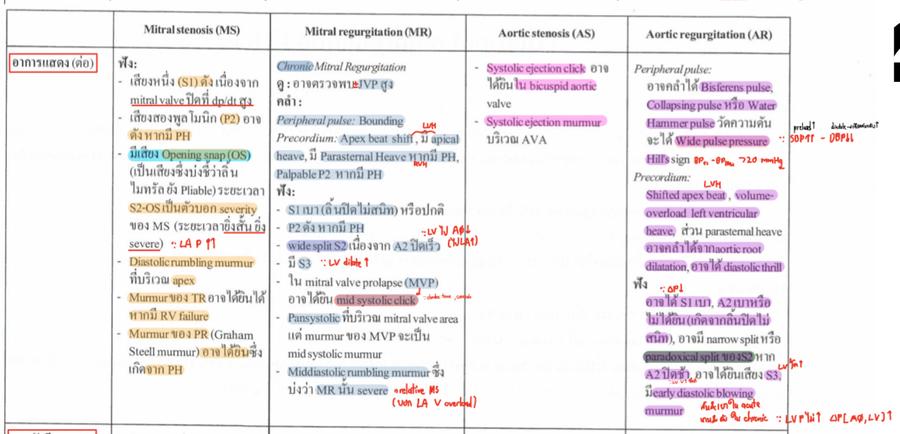 Mitral stenosis (MS)
Mitral regurgitation (MR)
Aortic stenosis (AS)
Aortic regurgitation (AR)
อาการแสดง (ต่อ)
ฟัง:
- เสียงหนึ่ง (S1) ดัง เนื่องจาก
mitral valve ปิดที่ dp/dt สูง
- เสียงสองพูลโมนิก (P2) อาจ
ดังหากมี PH
- มีเสียง Opening snap (OS)
(เป็นเสียงซึ่งบ่งชี้ว่าลิ้น
ไมทรัล ยัง Pliable) ระยะเวลา
S2-OS เป็นตัวบอก severity
ของ MS (ระยะเวลายิ่งสั้น ยิ่ง
severe) ∵ LA P ↑↑
- Diastolic rumbling murmur
ที่บริเวณ apex
- Murmur ของ TR อาจได้ยินได้
หากมี RV failure
- Murmur ของ PR (Graham
Steell murmur) อาจได้ยินซึ่ง
เกิดจาก PH
Chronic Mitral Regurgitation
ดู : อาจตรวจพบ JVP สูง
คลำ :
Peripheral pulse: Bounding
LVH
Precordium: Apex beat shift, มี apical
heave, มี Parasternal Heave หากมี PH,
RVH
Palpable P2 หากมี PH
ฟัง:
- S1 เบา (ลิ้นปิดไม่สนิท) หรือปกติ
- P2 ดัง หากมี PH
- wide split S2 เนื่องจาก A2 ปิดเร็ว
- มี S3 ∵ LV dilate ↑
- ใน mitral valve prolapse (MVP)
อาจได้ยิน mid systolic click
- Pansystolic ที่บริเวณ mitral valve area
แต่ murmur ของ MVP จะเป็น
mid systolic murmur
- Middiastolic rumbling murmur ซึ่ง
บ่งว่า MR นั้น severe relative MS
(บอก LA V overload)
- Systolic ejection click อาจ
ได้ยิน ใน bicuspid aortic
valve
- Systolic ejection murmur
บริเวณ AVA
Peripheral pulse:
อาจคลำได้ Bisferens pulse,
Collapsing pulse หรือ Water
Hammer pulse วัดความดัน
จะได้ Wide pulse pressure ∵ SBP↑↑ - DBP↓↓
preload↑
Hill's sign >20 mmHg
Precordium:
LVH
Shifted apex beat, volume-
overload left ventricular
heave, ส่วน parasternal heave
อาจคลำได้จาก aortic root
dilatation, อาจได้ diastolic thrill
ฟัง
อาจได้ S1 เบา, A2 เบาหรือ
ไม่ได้ยิน (เกิดจากลิ้นปิดไม่
สนิท), อาจมี narrow split หรือ
paradoxical split ของ S2 หาก
A2 ปิดช้า, อาจได้ยินเสียง S3,
มี early diastolic blowing
murmur